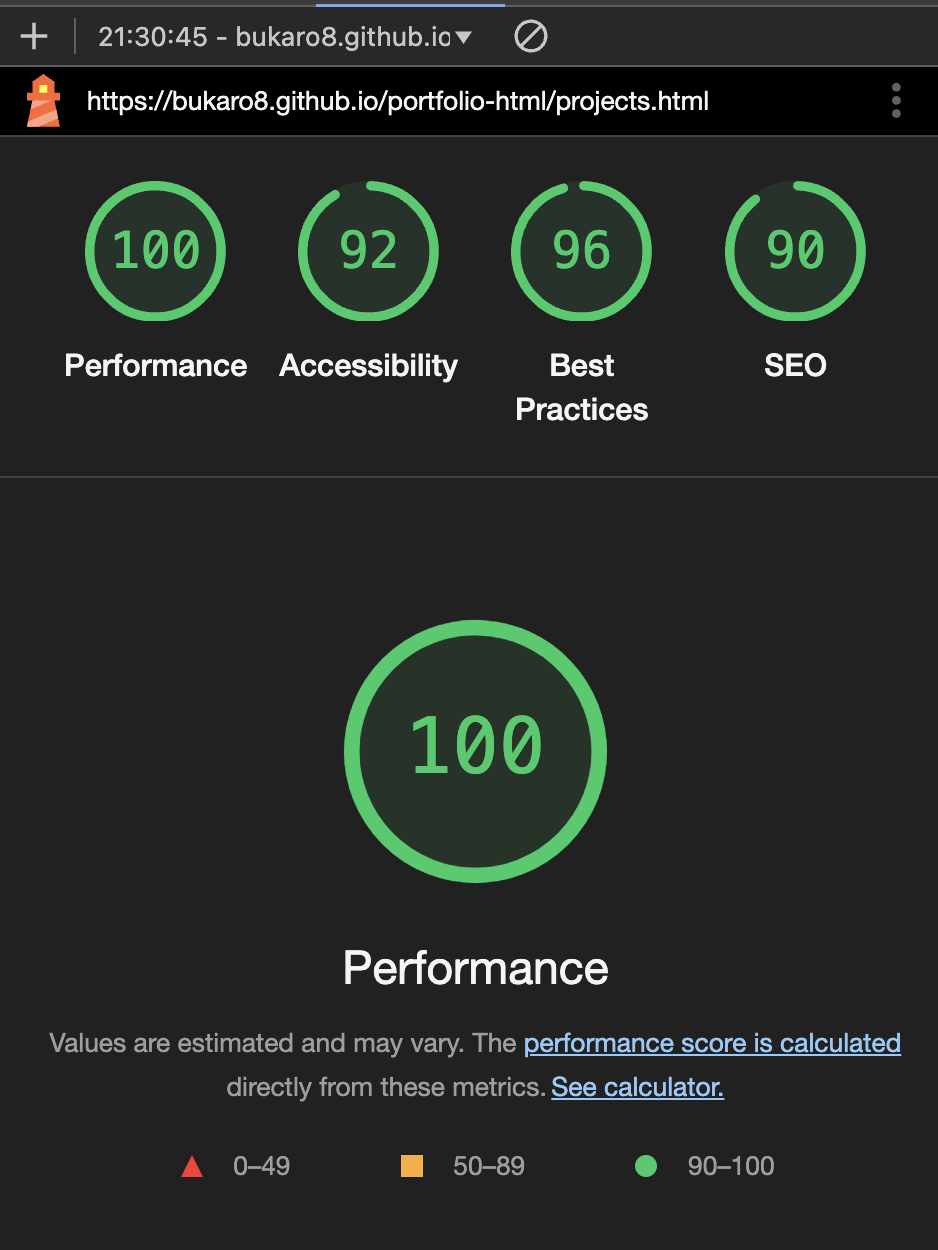 21:30:45 - bukaro8.github.io
https://bukaro8.github.io/portfolio-html/projects.html
100 92 96 90
Performance Accessibility Best Practices SEO
100
Performance
Values are estimated and may vary. The performance score is calculated
directly from these metrics. See calculator.
0–49 50–89 90–100